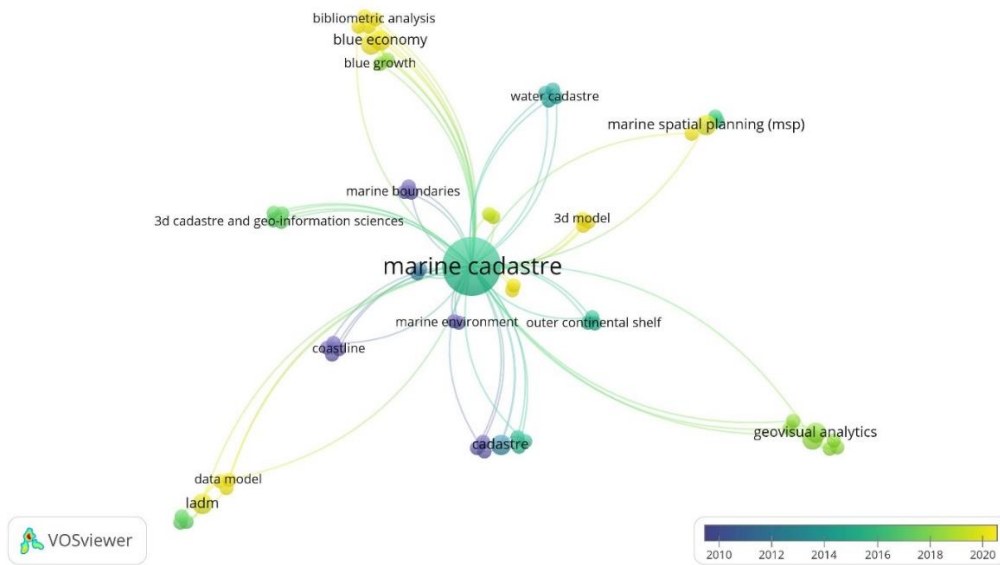 bibliometric analysis
blue economy
blue growth
water cadastre
marine spatial planning (msp)
marine boundaries
3d cadastre and geo-information sciences
3d model
marine cadastre
marine environment
outer continental shelf
coastline
cadastre
geovisual analytics
data model
ladm
VOSviewer
2010 2012 2014 2016 2018 2020